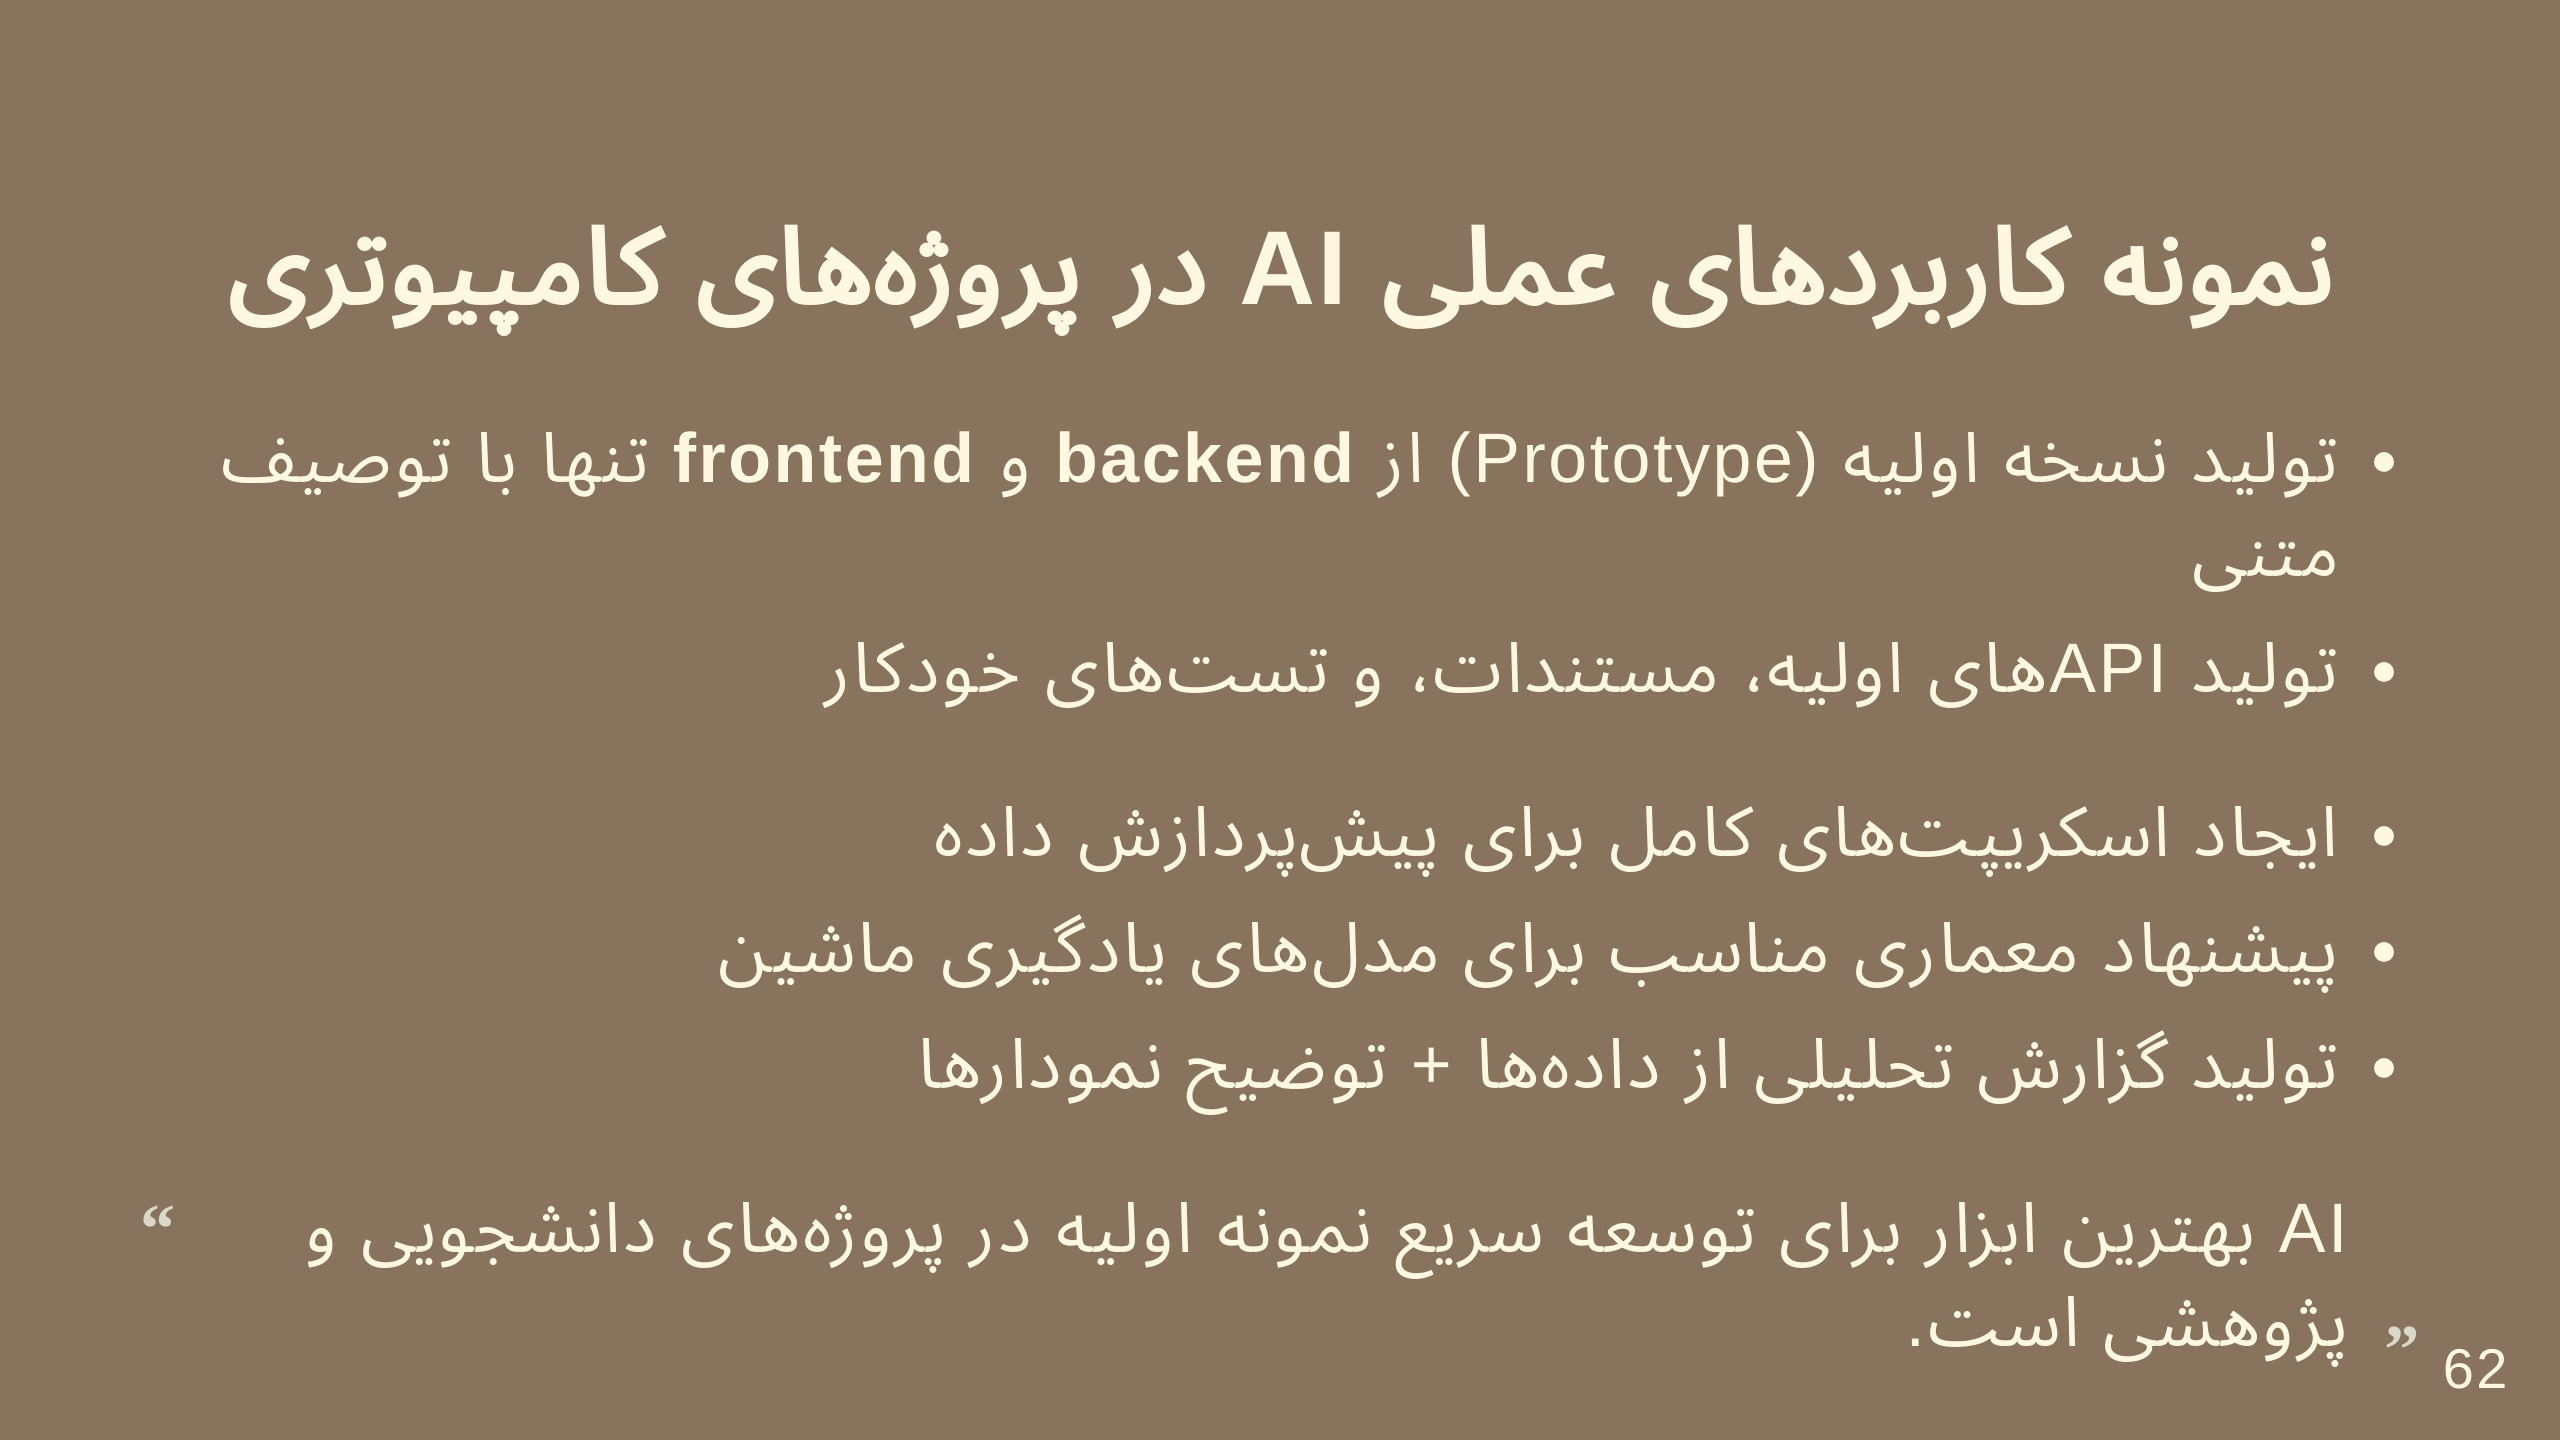 نمونه کاربردهای عملی AI در پروژه‌های کامپیوتری
• تولید نسخه اولیه (Prototype) از backend و frontend تنها با توصیف
متنی
• تولید APIهای اولیه، مستندات، و تست‌های خودکار
• ایجاد اسکریپت‌های کامل برای پیش‌پردازش داده
• پیشنهاد معماری مناسب برای مدل‌های یادگیری ماشین
• تولید گزارش تحلیلی از داده‌ها + توضیح نمودارها
“
AI بهترین ابزار برای توسعه سریع نمونه اولیه در پروژه‌های دانشجویی و
پژوهشی است.
”
62